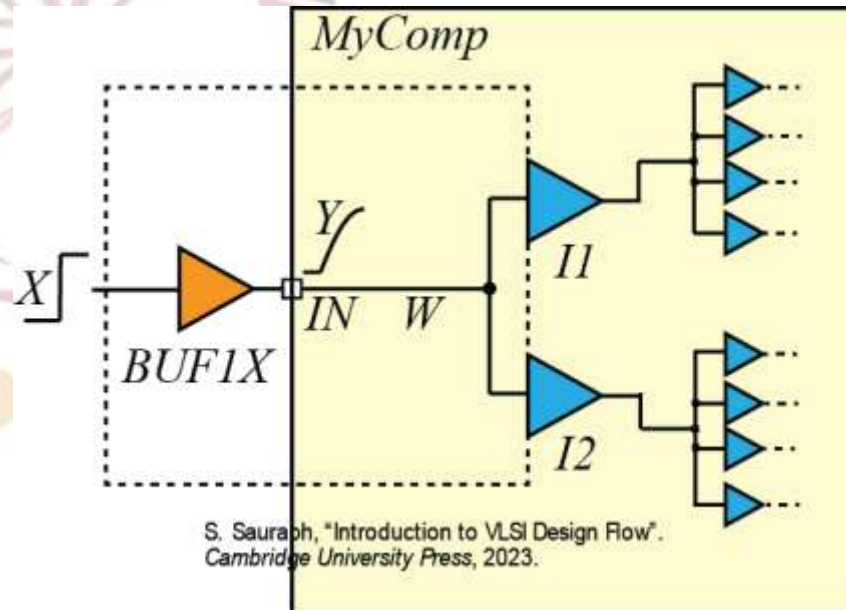 MyComp
Y
X
IN
W
I1
BUF1X
I2
S. Saurabh, “Introduction to VLSI Design Flow”.
Cambridge University Press, 2023.